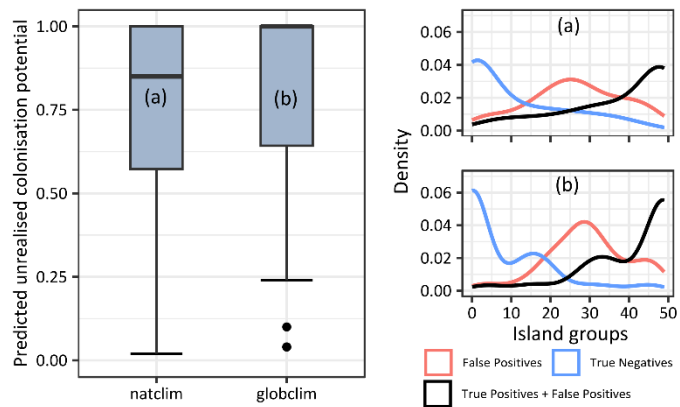 Predicted unrealised colonisation potential
1.00
0.75
0.50
0.25
0.00
(a)
(b)
natclim
globclim
Density
(a)
0.06
0.04
0.02
0.00
(b)
0.06
0.04
0.02
0.00
0 10 20 30 40 50
Island groups
False Positives
True Negatives
True Positives + False Positives